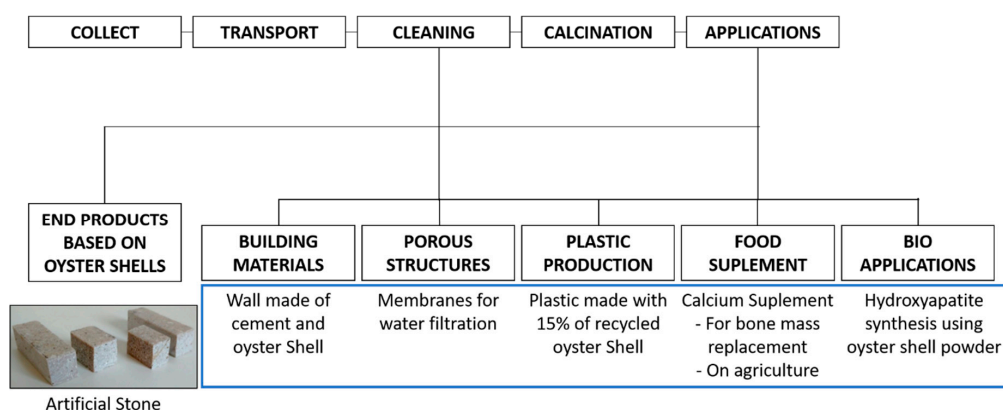 COLLECT
TRANSPORT
CLEANING
CALCINATION
APPLICATIONS
END PRODUCTS
BASED ON
OYSTER SHELLS
BUILDING
MATERIALS
POROUS
STRUCTURES
PLASTIC
PRODUCTION
FOOD
SUPLEMENT
BIO
APPLICATIONS
Wall made of
cement and
oyster Shell
Membranes for
water filtration
Plastic made with
15% of recycled
oyster Shell
Calcium Suplement
- For bone mass
replacement
- On agriculture
Hydroxyapatite
synthesis using
oyster shell powder
Artificial Stone